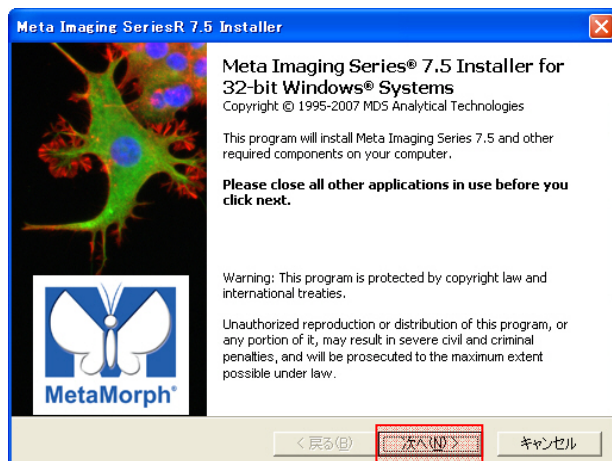 Meta Imaging SeriesR 7.5 Installer
Meta Imaging Series® 7.5 Installer for
32-bit Windows® Systems
Copyright © 1995-2007 MDS Analytical Technologies
This program will install Meta Imaging Series 7.5 and other
required components on your computer.
Please close all other applications in use before you
click next.
Warning: This program is protected by copyright law and
international treaties.
Unauthorized reproduction or distribution of this program, or
any portion of it, may result in severe civil and criminal
penalties, and will be prosecuted to the maximum extent
possible under law.
MetaMorph®
< 戻る(B) 次へ(N) > キャンセル